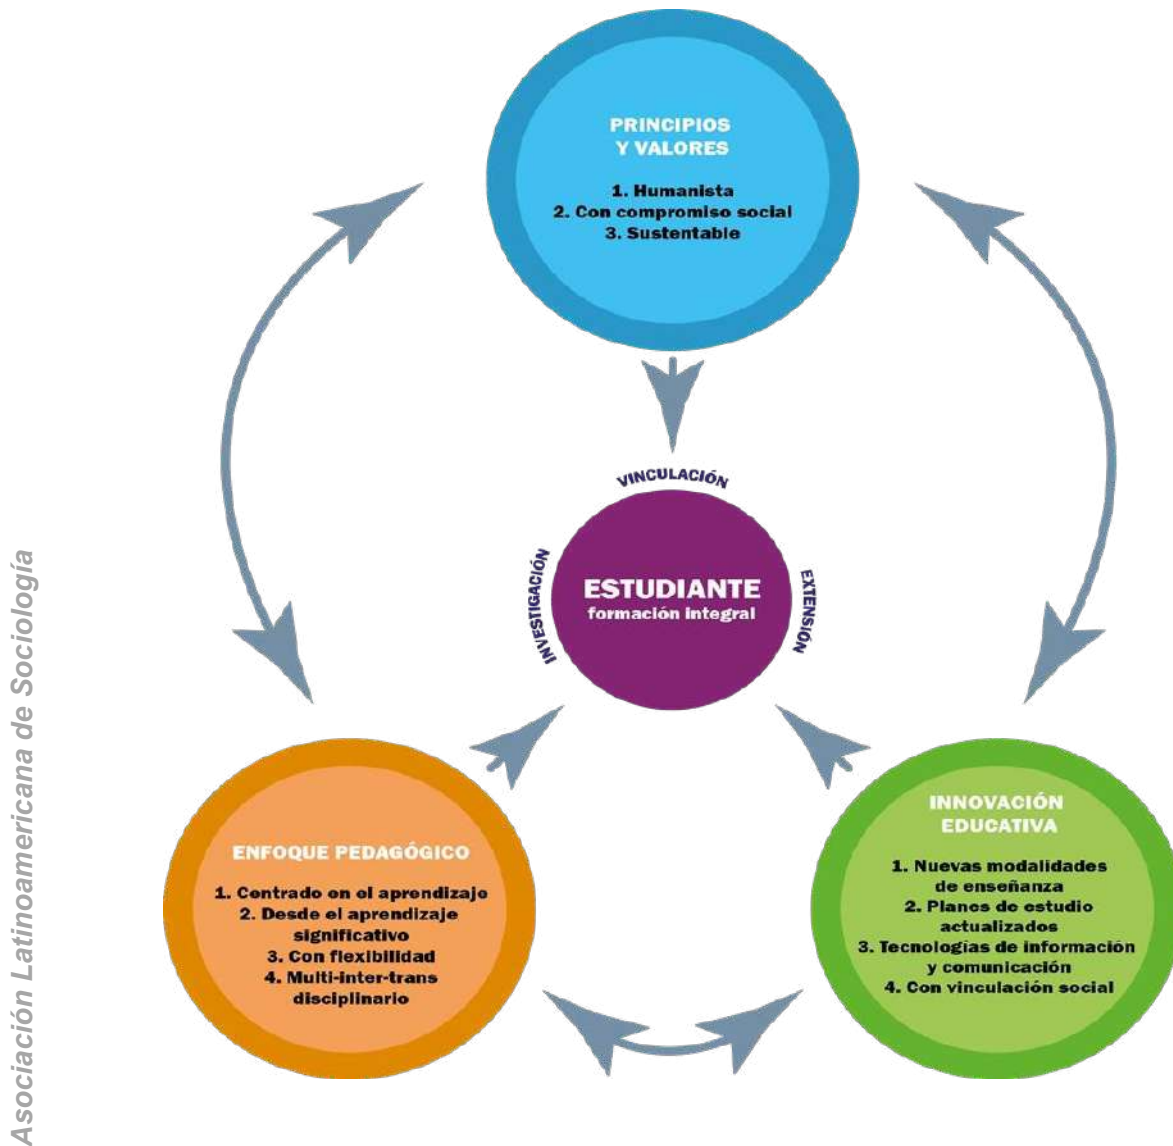 PRINCIPIOS
Y VALORES
1. Humanista
2. Con compromiso social
3. Sustentable
VINCULACIÓN
INVESTIGACIÓN
EXTENSIÓN
ESTUDIANTE
formación integral
ENFOQUE PEDAGÓGICO
1. Centrado en el aprendizaje
2. Desde el aprendizaje
significativo
3. Con flexibilidad
4. Multi-inter-trans
disciplinario
INNOVACIÓN
EDUCATIVA
1. Nuevas modalidades
de enseñanza
2. Planes de estudio
actualizados
3. Tecnologías de información
y comunicación
4. Con vinculación social
Asociación Latinoamericana de Sociología